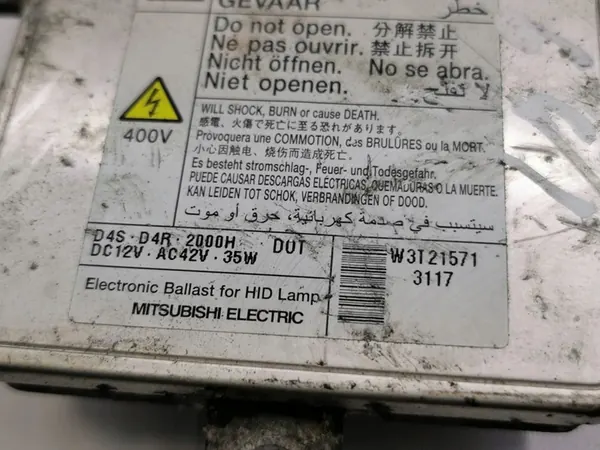 GEVAAR خطر
Do not open. 分解禁止
Ne pas ouvrir. 禁止拆开
Nicht öffnen. No se abra.
Niet openen. لا تفتح
400V
WILL SHOCK, BURN or cause DEATH.
感電、火傷で死亡に至る恐れがあります。
Provoquera une COMMOTION, des BRULURES ou la MORT.
小心因触电、烧伤而造成死亡.
Es besteht stromschlag-, Feuer- und Todesgefahr.
PUEDE CAUSAR DESCARGAS ELÉCTRICAS, QUEMADURAS O LA MUERTE.
KAN LEIDEN TOT SCHOK, VERBRANDINGEN OF DOOD.
سيتسبب في صدمة كهربائية، حرق أو موت
D4S · D4R · 2000H DOT
DC12V · AC42V · 35W
W3T21571
3117
Electronic Ballast for HID Lamp
MITSUBISHI ELECTRIC